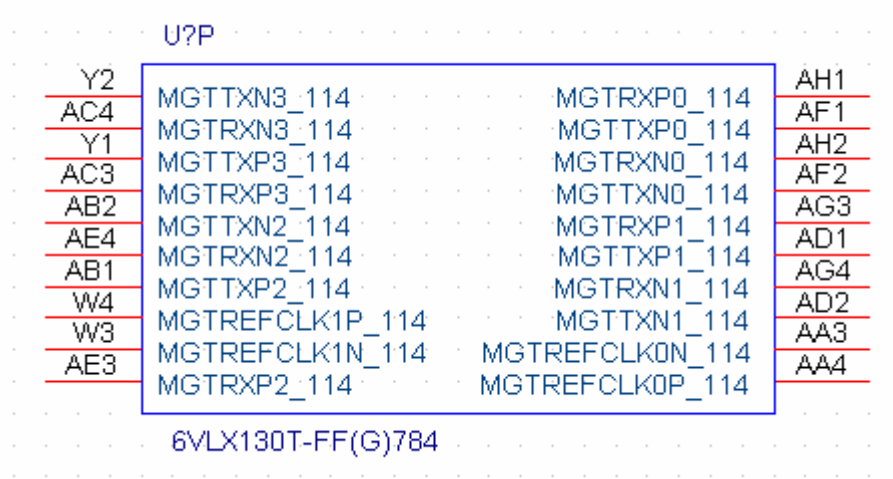 U?P
Y2 MGTTXN3_114 MGTRXP0_114 AH1
AC4 MGTRXN3_114 MGTTXP0_114 AF1
Y1 MGTTXP3_114 MGTRXN0_114 AH2
AC3 MGTRXP3_114 MGTTXN0_114 AF2
AB2 MGTTXN2_114 MGTRXP1_114 AG3
AE4 MGTRXN2_114 MGTTXP1_114 AD1
AB1 MGTTXP2_114 MGTRXN1_114 AG4
W4 MGTREFCLK1P_114 MGTTXN1_114 AD2
W3 MGTREFCLK1N_114 MGTREFCLK0N_114 AA3
AE3 MGTRXP2_114 MGTREFCLK0P_114 AA4
6VLX130T-FF(G)784